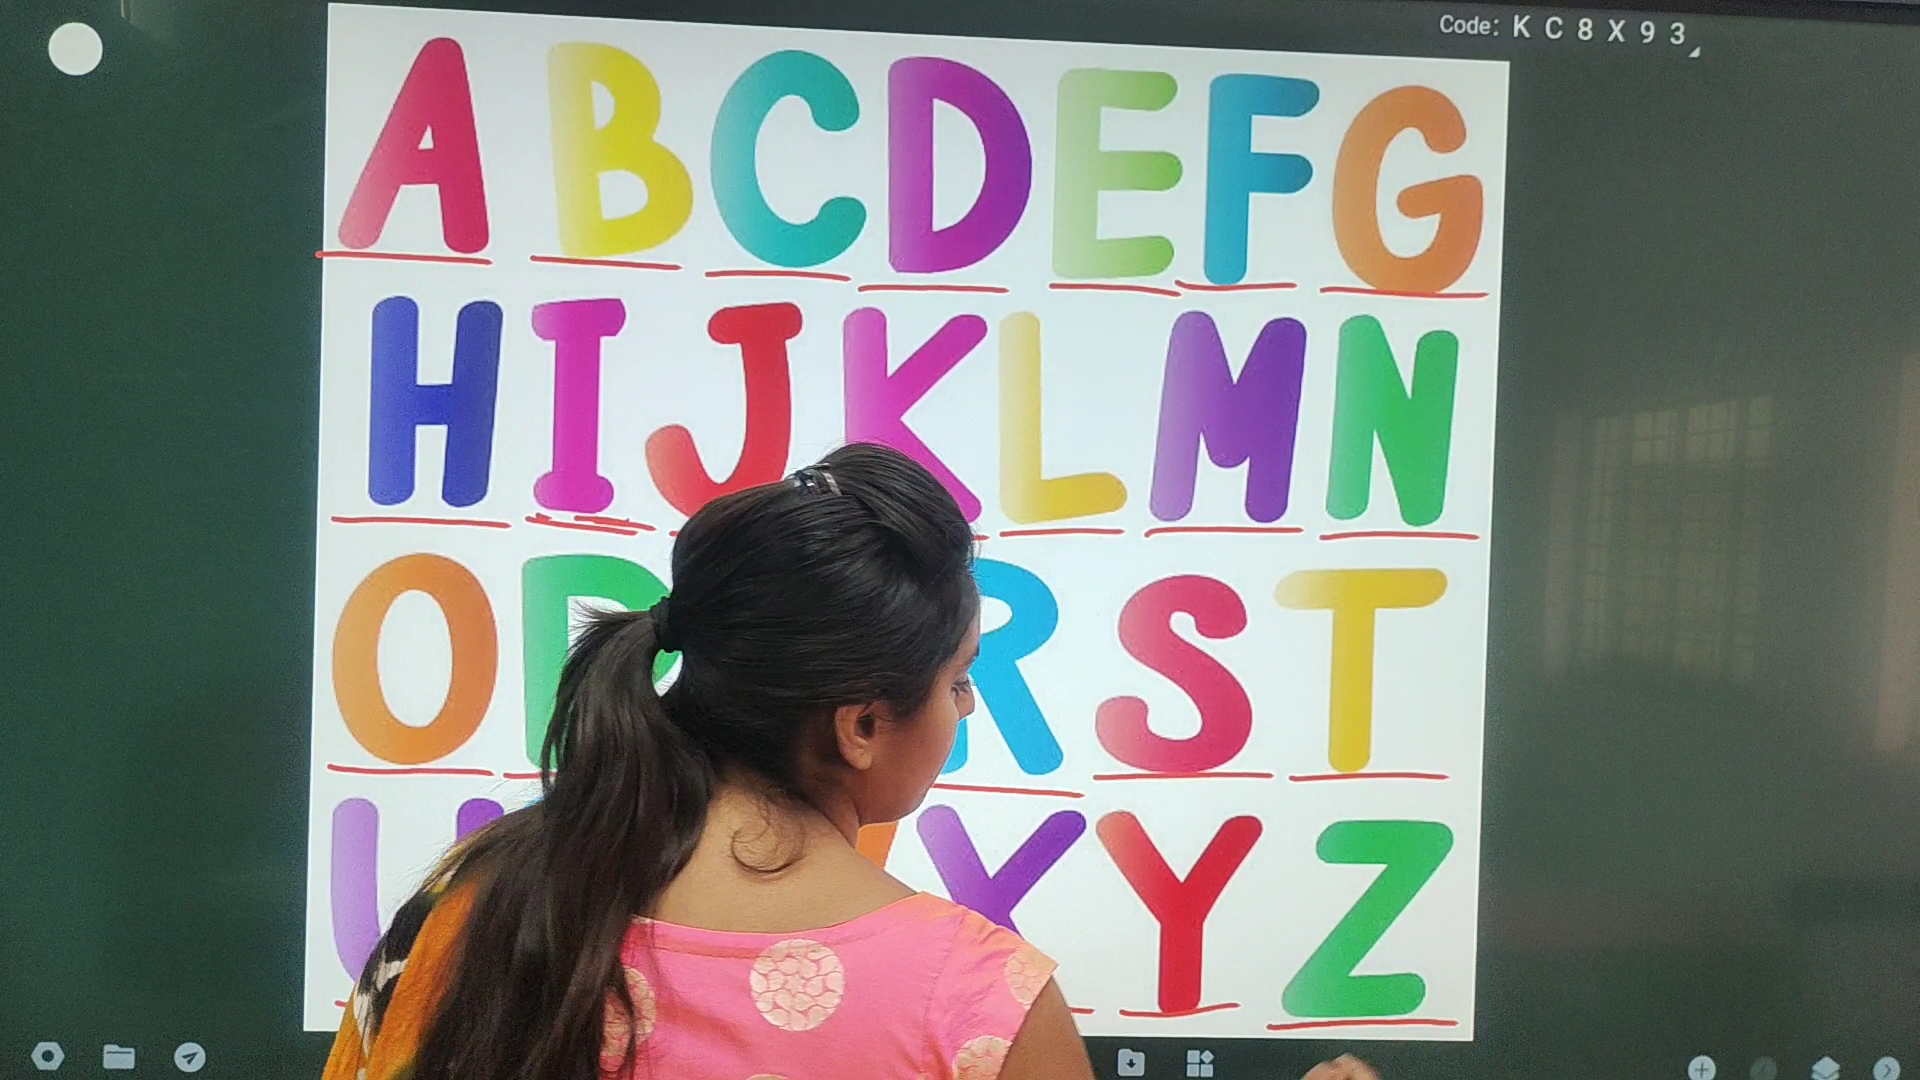 Code: K C 8 X 9 3
A B C D E F G
H I J K L M N
O P R S T
U X Y Z